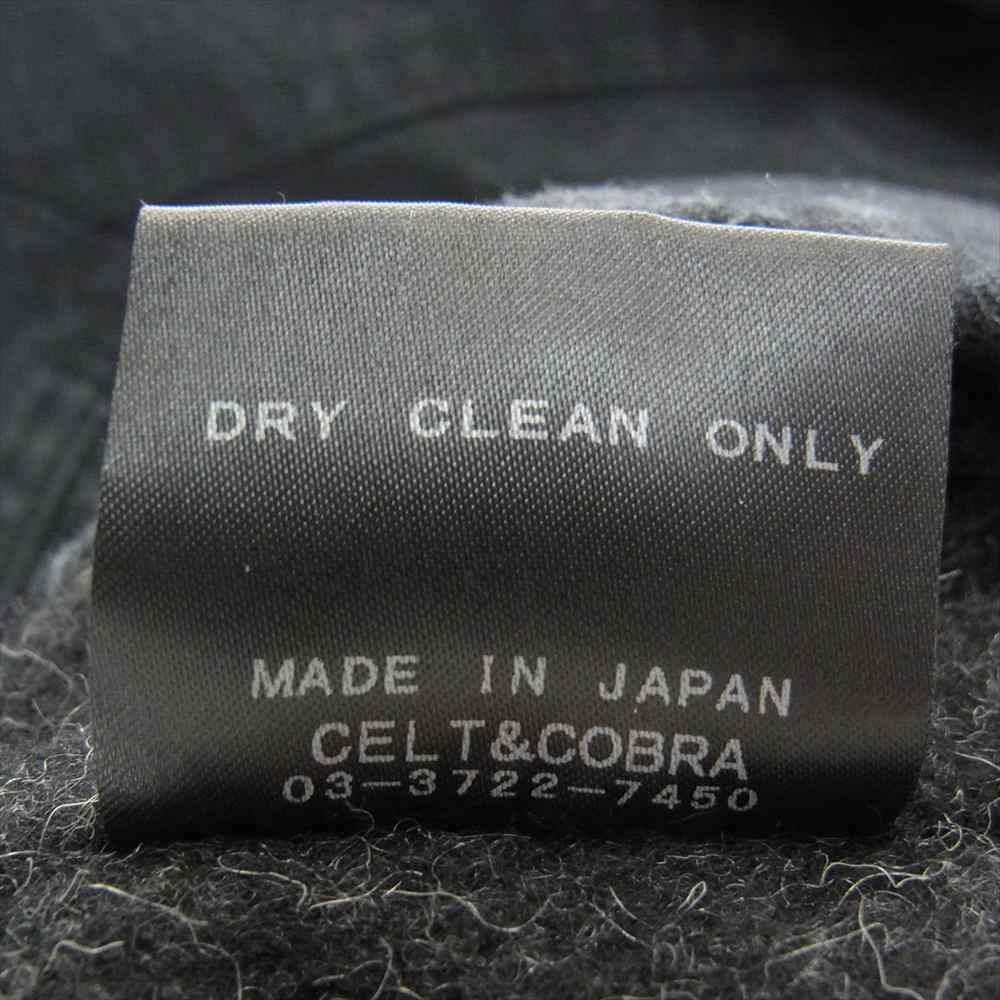 DRY CLEAN ONLY
MADE IN JAPAN
CELT&COBRA
03-3722-7450